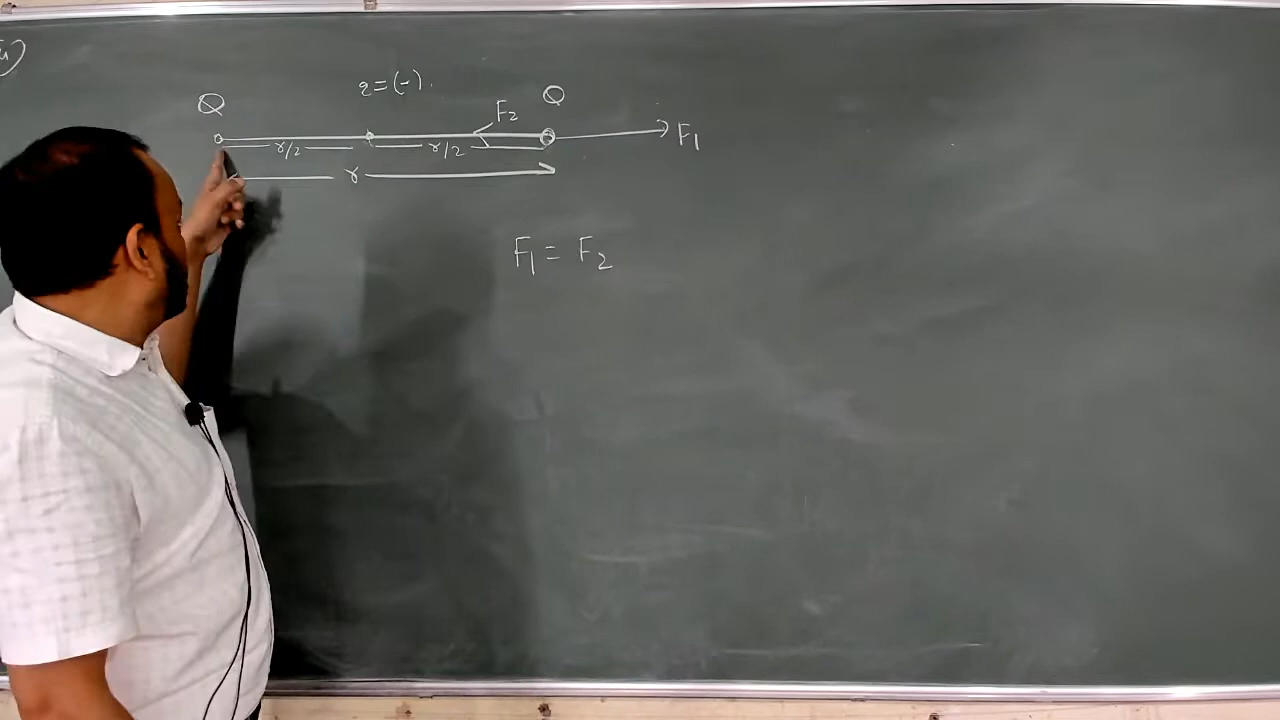 q = (-).
Q Q
F2
r/2 r/2 F1
r
F1 = F2